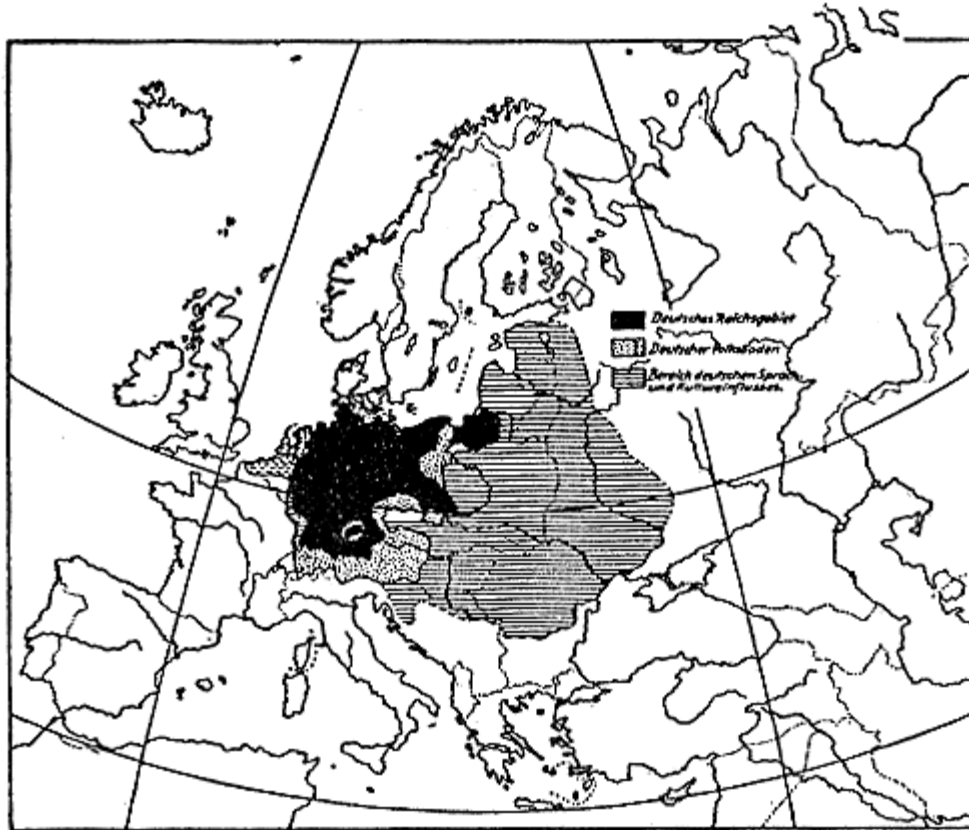 Deutsches Reichsgebiet
Deutscher Volksboden
Bereich deutschen Sprach-
und Kultureinflusses.